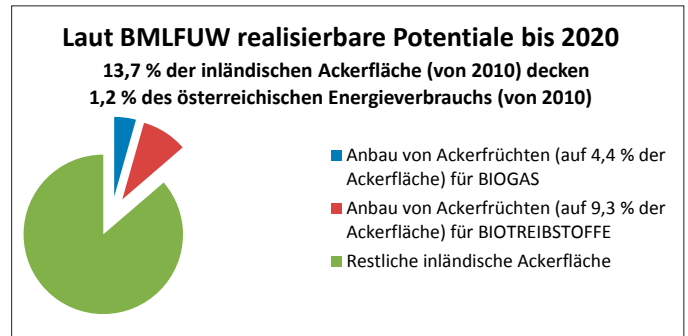 Laut BMLFUW realisierbare Potentiale bis 2020
13,7 % der inländischen Ackerfläche (von 2010) decken
1,2 % des österreichischen Energieverbrauchs (von 2010)
Anbau von Ackerfrüchten (auf 4,4 % der
Ackerfläche) für BIOGAS
Anbau von Ackerfrüchten (auf 9,3 % der
Ackerfläche) für BIOTREIBSTOFFE
Restliche inländische Ackerfläche